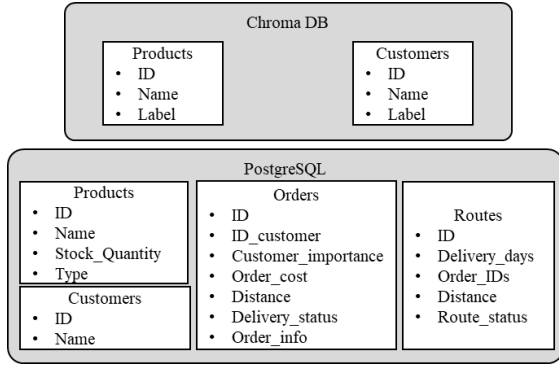 Chroma DB
Products
• ID
• Name
• Label
Customers
• ID
• Name
• Label
PostgreSQL
Products
• ID
• Name
• Stock_Quantity
• Type
Customers
• ID
• Name
Orders
• ID
• ID_customer
• Customer_importance
• Order_cost
• Distance
• Delivery_status
• Order_info
Routes
• ID
• Delivery_days
• Order_IDs
• Distance
• Route_status